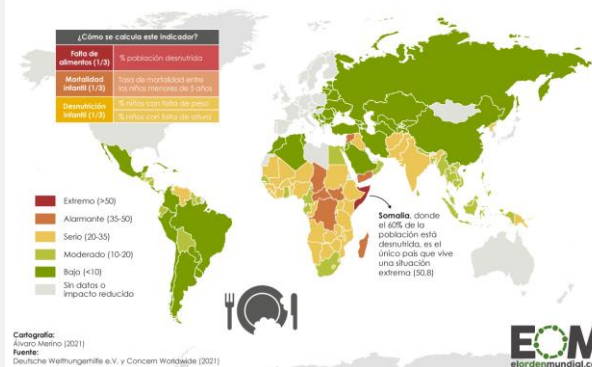 ¿Cómo se calcula este indicador?
Falta de
alimentos (1/3)
% población desnutrida
Mortalidad
infantil (1/3)
Tasa de mortalidad entre
los niños menores de 5 años
Desnutrición
infantil (1/3)
% niños con falta de peso
% niños con falta de altura
Extremo (>50)
Alarmante (35-50)
Serio (20-35)
Moderado (10-20)
Bajo (<10)
Sin datos o
impacto reducido
Somalia, donde
el 60% de la
población está
desnutrida, es el
único país que vive
una situación
extrema (50,8)
Cartografía:
Álvaro Merino (2021)
Fuente:
Deutsche Welthungerhilfe e.V. y Concern Worldwide (2021)
EOM
elordenmundial.co